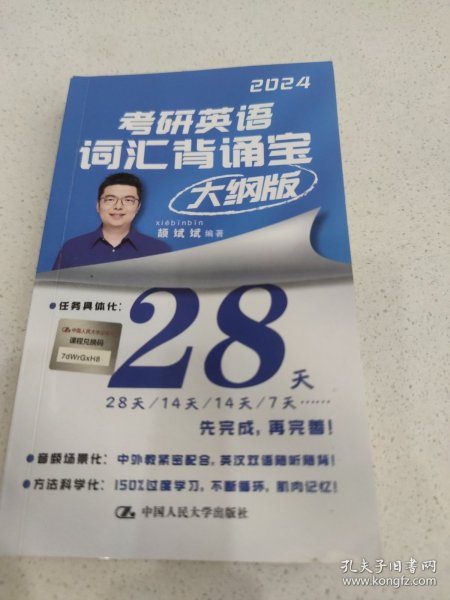 2024
考研英语
词汇背诵宝
大纲版
xiébīnbīn
颉斌斌 编著
●任务具体化:
中国人民大学出版社
课程兑换码
7dWrGxH8
28天
28天/14天/14天/7天……
先完成,再完善!
●音频场景化: 中外教紧密配合,英汉双语随听随背!
●方法科学化: 150%过度学习,不断循环,肌肉记忆!
中国人民大学出版社
孔夫子旧书网
www.kongfz.com